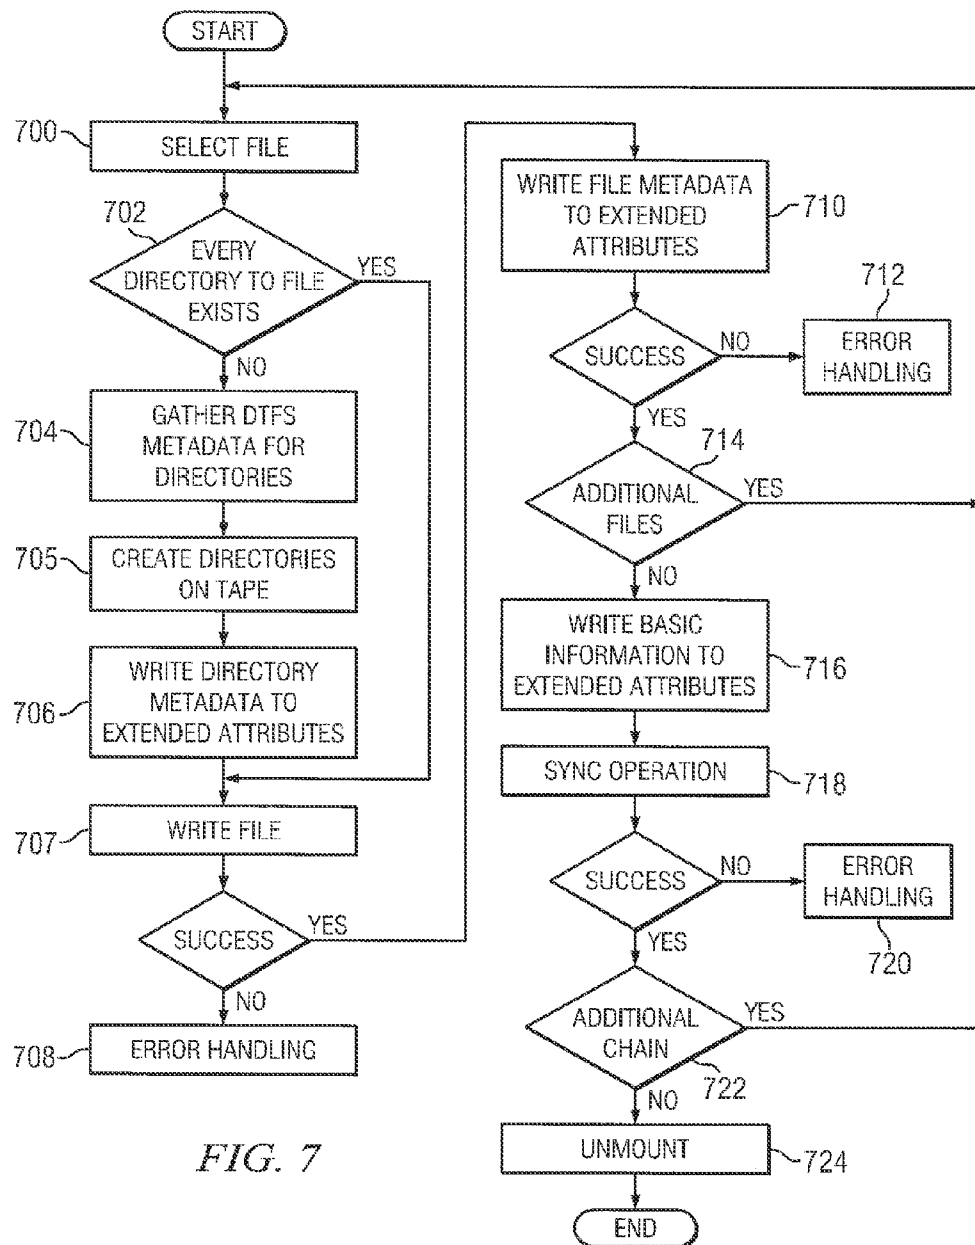 START
700
SELECT FILE
702
EVERY
DIRECTORY TO FILE
EXISTS
YES
NO
704
GATHER DTFS
METADATA FOR
DIRECTORIES
705
CREATE DIRECTORIES
ON TAPE
706
WRITE DIRECTORY
METADATA TO
EXTENDED ATTRIBUTES
707
WRITE FILE
SUCCESS
YES
NO
708
ERROR HANDLING
WRITE FILE METADATA
TO EXTENDED
ATTRIBUTES
710
SUCCESS
NO
712
ERROR
HANDLING
YES
714
ADDITIONAL
FILES
YES
NO
WRITE BASIC
INFORMATION TO
EXTENDED ATTRIBUTES
716
SYNC OPERATION
718
SUCCESS
NO
ERROR
HANDLING
720
YES
ADDITIONAL
CHAIN
YES
722
NO
UNMOUNT
724
END
FIG. 7